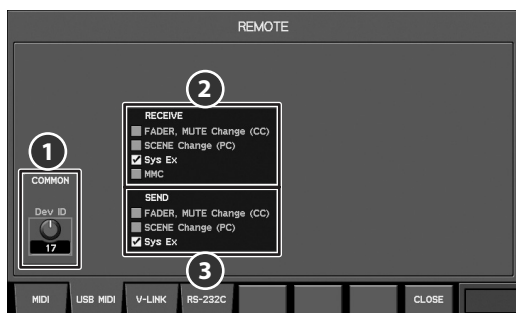 REMOTE
1
COMMON
Dev ID
17
2
RECEIVE
FADER, MUTE Change (CC)
SCENE Change (PC)
Sys Ex
MMC
SEND
FADER, MUTE Change (CC)
SCENE Change (PC)
Sys Ex
3
MIDI USB MIDI V-LINK RS-232C CLOSE